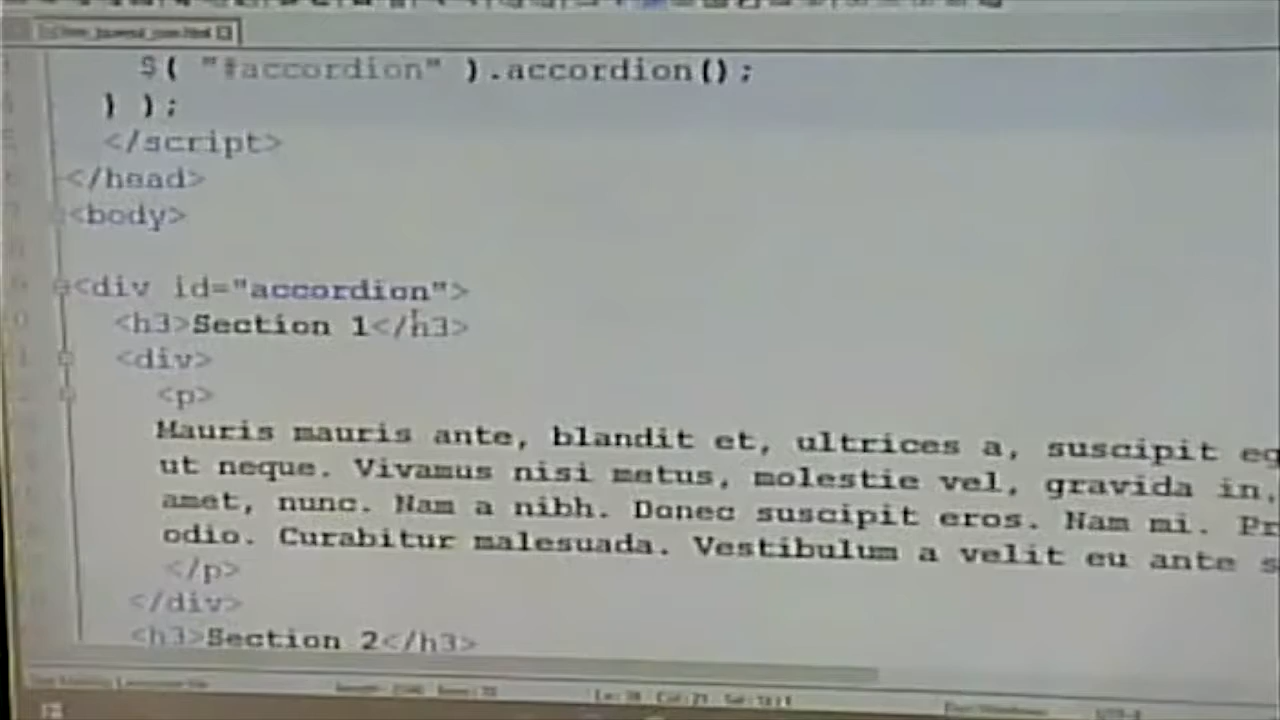 $( "#accordion" ).accordion();
} );
</script>
</head>
<body>
<div id="accordion">
<h3>Section 1</h3>
<div>
<p>
Mauris mauris ante, blandit et, ultrices a, suscipit eg
ut neque. Vivamus nisi metus, molestie vel, gravida in,
amet, nunc. Nam a nibh. Donec suscipit eros. Nam mi. Pr
odio. Curabitur malesuada. Vestibulum a velit eu ante s
</p>
</div>
<h3>Section 2</h3>